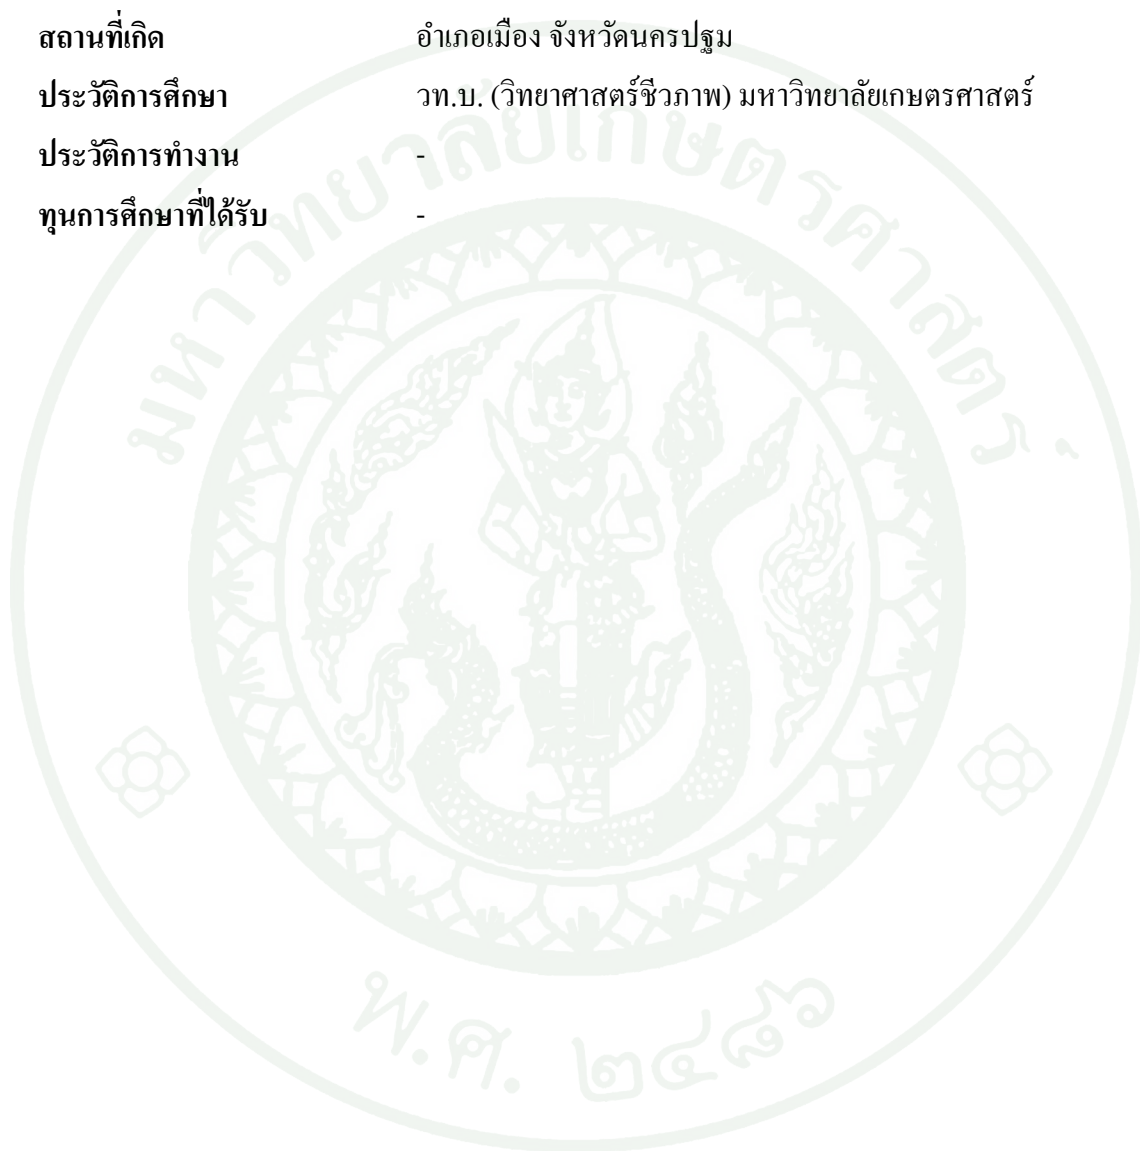 สถานที่เกิด อำเภอเมือง จังหวัดนครปฐม
ประวัติการศึกษา วท.บ. (วิทยาศาสตร์ชีวภาพ) มหาวิทยาลัยเกษตรศาสตร์
ประวัติการทำงาน -
ทุนการศึกษาที่ได้รับ -
มหาวิทยาลัยเกษตรศาสตร์
พ.ศ. ๒๔๘๖